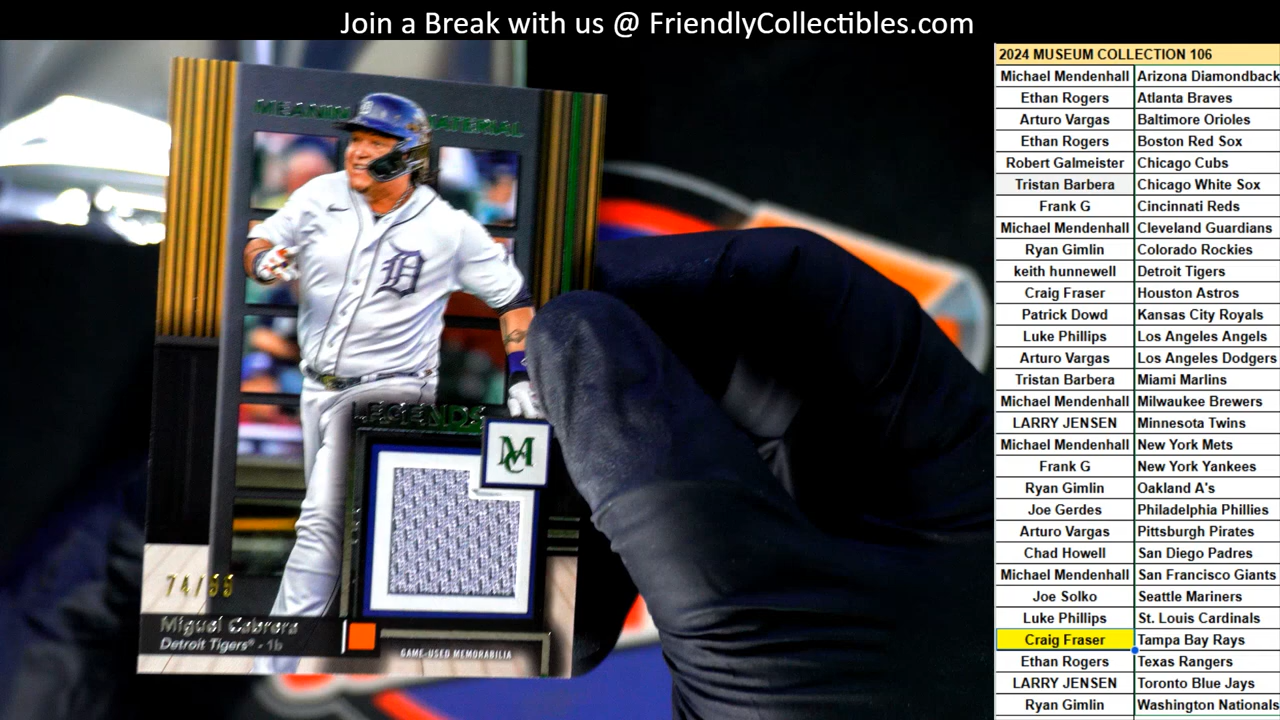 Join a Break with us @ FriendlyCollectibles.com
MEANIN ATERIAL
D
LEGENDS
MC
74/99
Miguel Cabrera
Detroit Tigers® - 1b
GAME-USED MEMORABILIA
2024 MUSEUM COLLECTION 106
Michael Mendenhall Arizona Diamondback
Ethan Rogers Atlanta Braves
Arturo Vargas Baltimore Orioles
Ethan Rogers Boston Red Sox
Robert Galmeister Chicago Cubs
Tristan Barbera Chicago White Sox
Frank G Cincinnati Reds
Michael Mendenhall Cleveland Guardians
Ryan Gimlin Colorado Rockies
keith hunnewell Detroit Tigers
Craig Fraser Houston Astros
Patrick Dowd Kansas City Royals
Luke Phillips Los Angeles Angels
Arturo Vargas Los Angeles Dodgers
Tristan Barbera Miami Marlins
Michael Mendenhall Milwaukee Brewers
LARRY JENSEN Minnesota Twins
Michael Mendenhall New York Mets
Frank G New York Yankees
Ryan Gimlin Oakland A's
Joe Gerdes Philadelphia Phillies
Arturo Vargas Pittsburgh Pirates
Chad Howell San Diego Padres
Michael Mendenhall San Francisco Giants
Joe Solko Seattle Mariners
Luke Phillips St. Louis Cardinals
Craig Fraser Tampa Bay Rays
Ethan Rogers Texas Rangers
LARRY JENSEN Toronto Blue Jays
Ryan Gimlin Washington Nationals